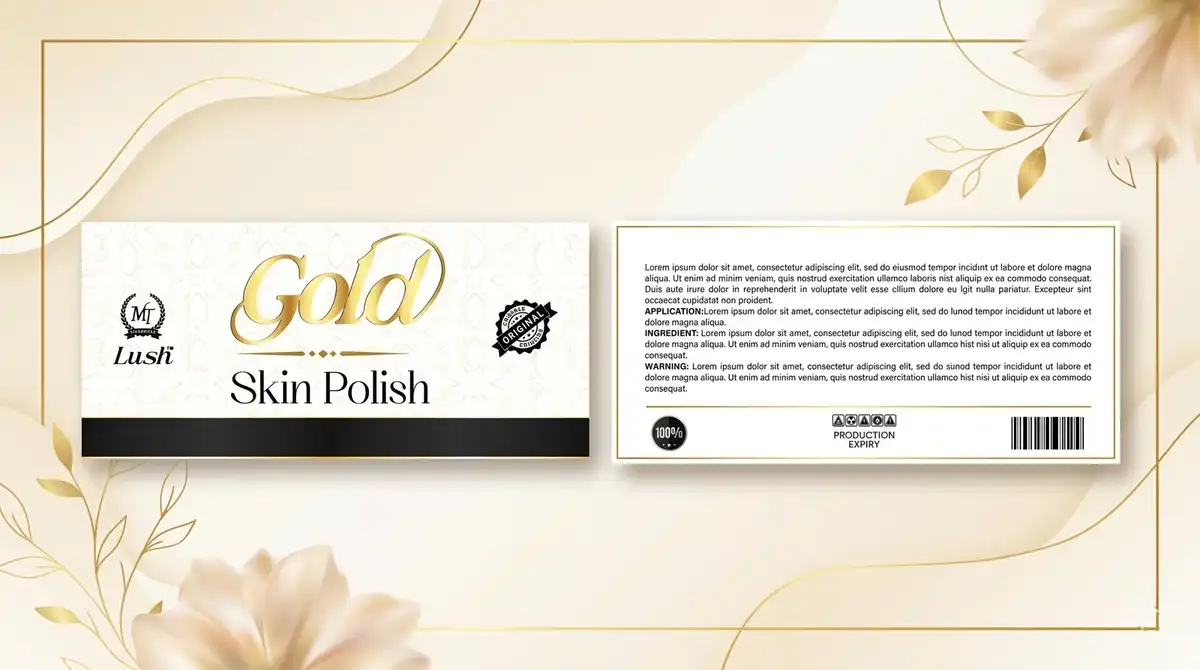 Gold
Skin Polish
MT
Lush™
ORIGINAL
Lorem ipsum dolor sit amet, consectetur adipiscing elit, sed do eiusmod tempor incididnt ut labore et dolore magna
aliqua. Ut enim ad minim veniam, quis nostrud exercitation ullamco laboris nist aliquip ex ea commodo consequat.
Duis aute irure dolor in reprehenderit in voluptate velit esse cllium dolore eu lgit nulla pariatur. Excepteur sint
occaecat cupidatat non proident.
APPLICATION:Lorem ipsum dolor sit amet, consectetur adipiscing elit, sed do lunod tempor incididunt ut labore et
dolore magna aliqua.
INGREDIENT: Lorem ipsum dolor sit amet, consectetur adipiscing elit, sed do lunod tempor incididunt ut labore et
dolore magna aliqua. Ut enim ad minim veniam, quis nostrud exercitation ullamco hist nisi ut aliquip ex ea commodo
consequat.
WARNING: Lorem ipsum dolor sit amet, consectetur adipiscing elit, sed do siunod tempor incididunt ut labore et
dolore magna aliqua. Ut enim ad minim veniam, quis nostrud exercitation ullamco hist nisi ut aliquip ex ea commodo
consequat.
100%
PRODUCTION
EXPIRY